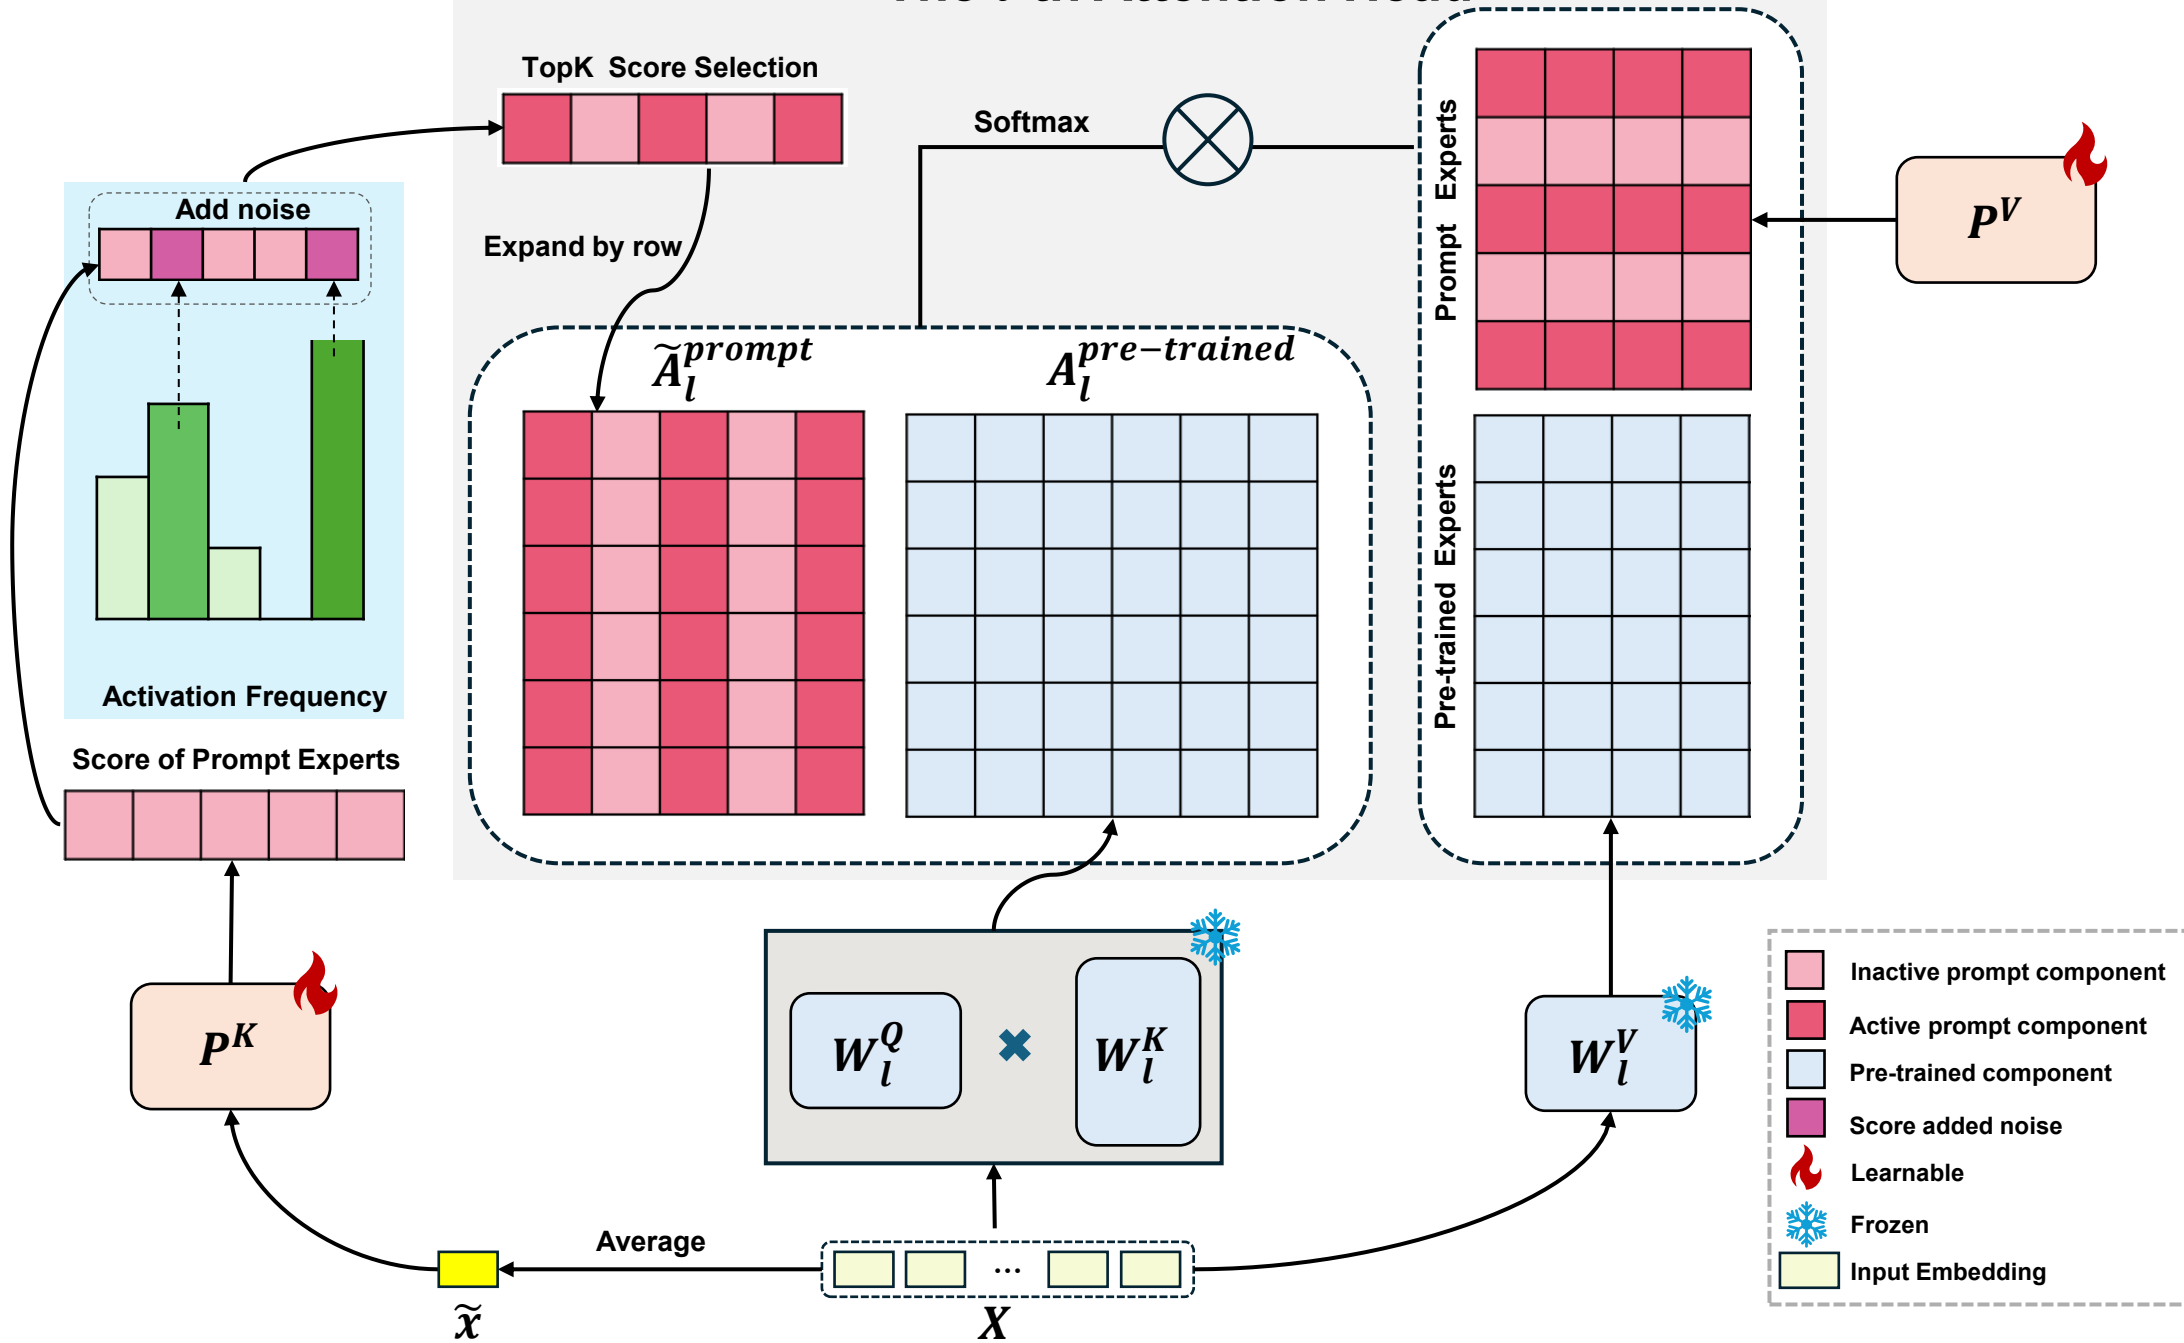 TopK Score Selection
Softmax
Add noise
Expand by row
Prompt Experts
P^V
Ã_l^{prompt}
A_l^{pre-trained}
Pre-trained Experts
Activation Frequency
Score of Prompt Experts
P^K
W_l^Q
W_l^K
W_l^V
Average
x̃
...
X
Inactive prompt component
Active prompt component
Pre-trained component
Score added noise
Learnable
Frozen
Input Embedding